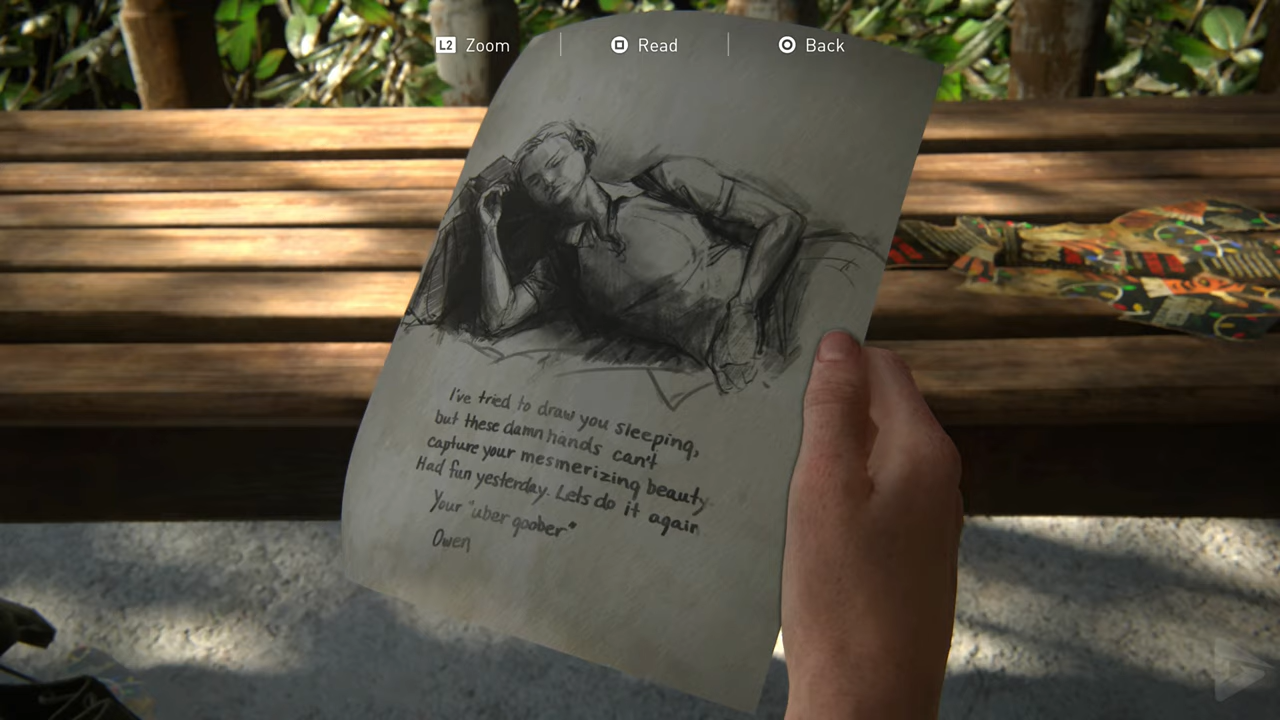 L2 Zoom
Read
Back
I've tried to draw you sleeping,
but these damn hands can't
capture your mesmerizing beauty
Had fun yesterday. Lets do it again
Your "uber goober"
Owen